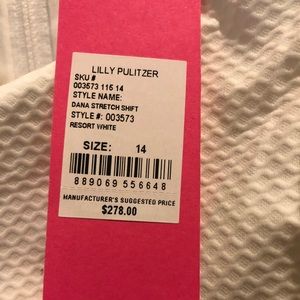 LILLY PULITZER
SKU #
003573 115 14
STYLE NAME:
DANA STRETCH SHIFT
STYLE #: 003573
RESORT WHITE
SIZE: 14
889069 556648
MANUFACTURER'S SUGGESTED PRICE
$278.00